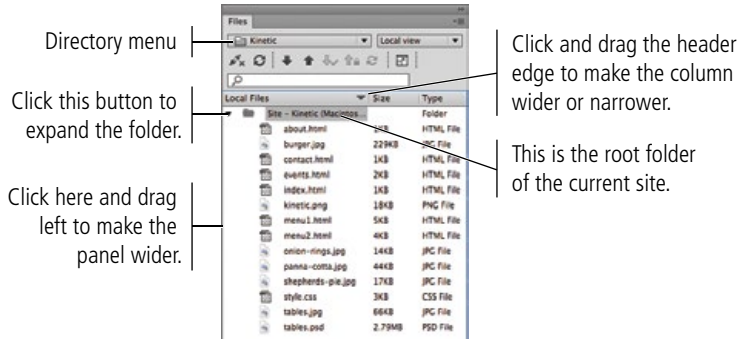 Directory menu
Click this button to
expand the folder.
Click here and drag
left to make the
panel wider.
Files
Kinetic
Local view
Local Files
Size
Type
Site – Kinetic (Macintos...
Folder
about.html 1KB HTML File
burger.jpg 229KB JPG File
contact.html 1KB HTML File
events.html 2KB HTML File
index.html 1KB HTML File
kinetic.png 18KB PNG File
menu1.html 5KB HTML File
menu2.html 4KB HTML File
onion-rings.jpg 14KB JPG File
panna-cotta.jpg 44KB JPG File
shepherds-pie.jpg 17KB JPG File
style.css 3KB CSS File
tables.jpg 66KB JPG File
tables.psd 2.79MB PSD File
Click and drag the header
edge to make the column
wider or narrower.
This is the root folder
of the current site.